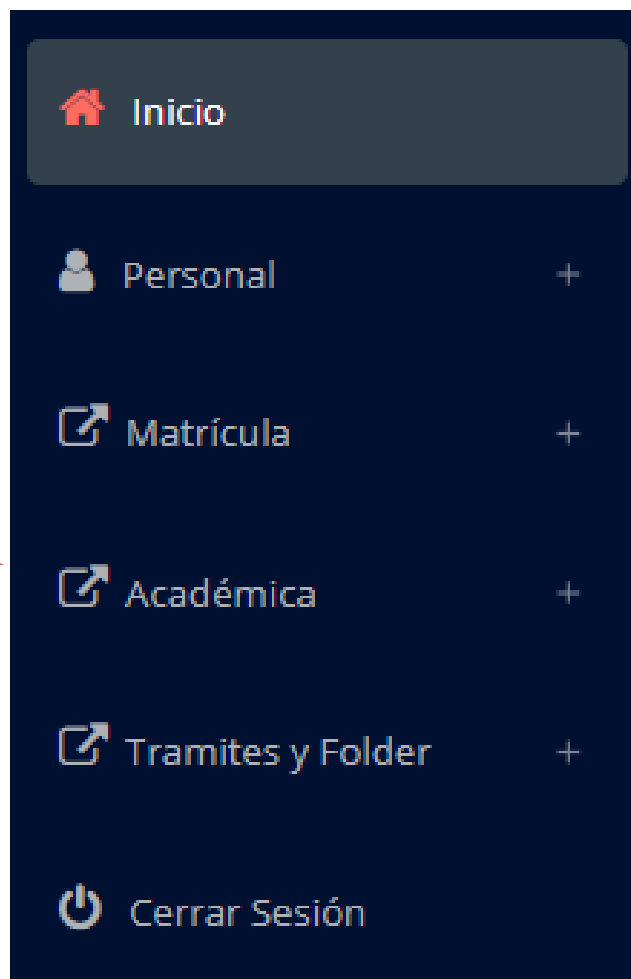 Inicio
Personal +
Matrícula +
Académica +
Tramites y Folder +
Cerrar Sesión